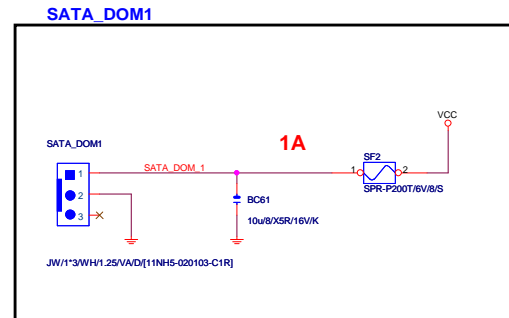 SATA_DOM1
VCC
SATA_DOM1
1A
SF2
1
SATA_DOM_1
1
2
SPR-P200T/6V/8/S
2
BC61
3
10u/8/X5R/16V/K
JW/1*3/WH/1.25/VA/D/[11NH5-020103-C1R]